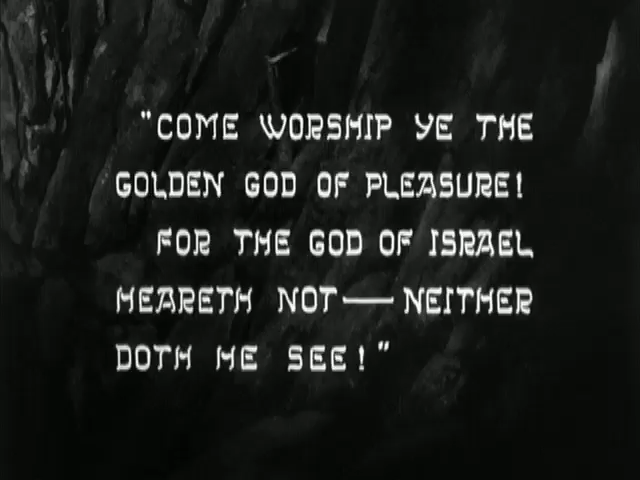 "COME WORSHIP YE THE
GOLDEN GOD OF PLEASURE!
FOR THE GOD OF ISRAEL
HEARETH NOT — NEITHER
DOTH HE SEE!"